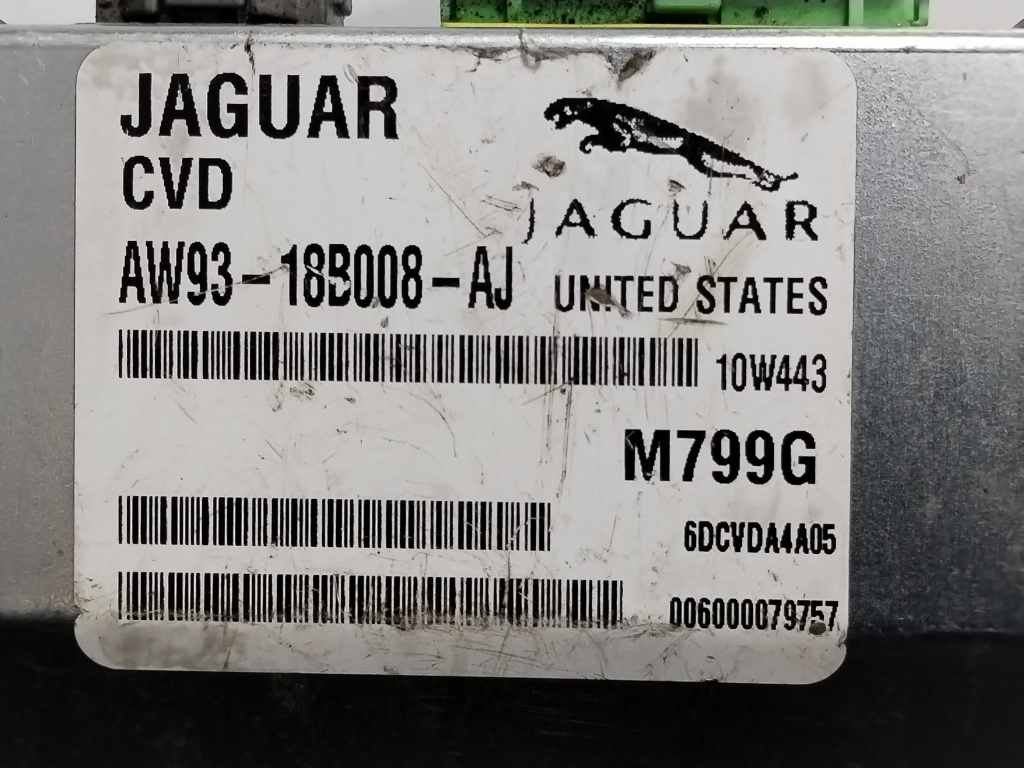 JAGUAR
CVD
JAGUAR
AW93-18B008-AJ
UNITED STATES
10W443
M799G
6DCVDA4A05
006000079757